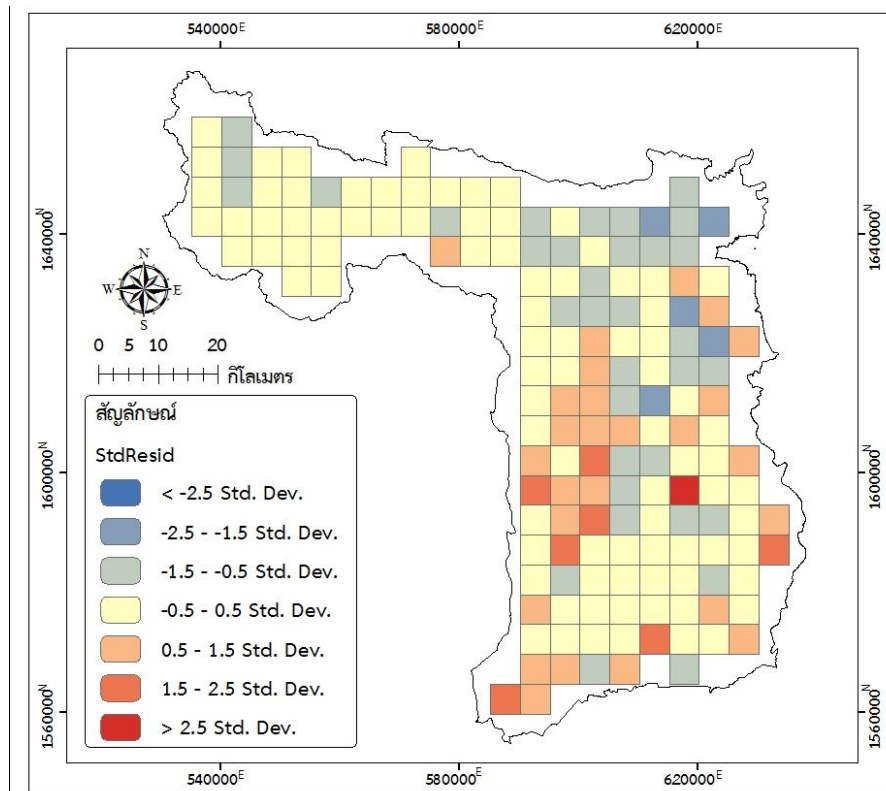 540000E 580000E 620000E
1640000N 1640000N
N
W E
S
0 5 10 20
กิโลเมตร
สัญลักษณ์
StdResid
< -2.5 Std. Dev.
-2.5 - -1.5 Std. Dev.
-1.5 - -0.5 Std. Dev.
-0.5 - 0.5 Std. Dev.
0.5 - 1.5 Std. Dev.
1.5 - 2.5 Std. Dev.
> 2.5 Std. Dev.
1600000N 1600000N
1560000N 1560000N
540000E 580000E 620000E